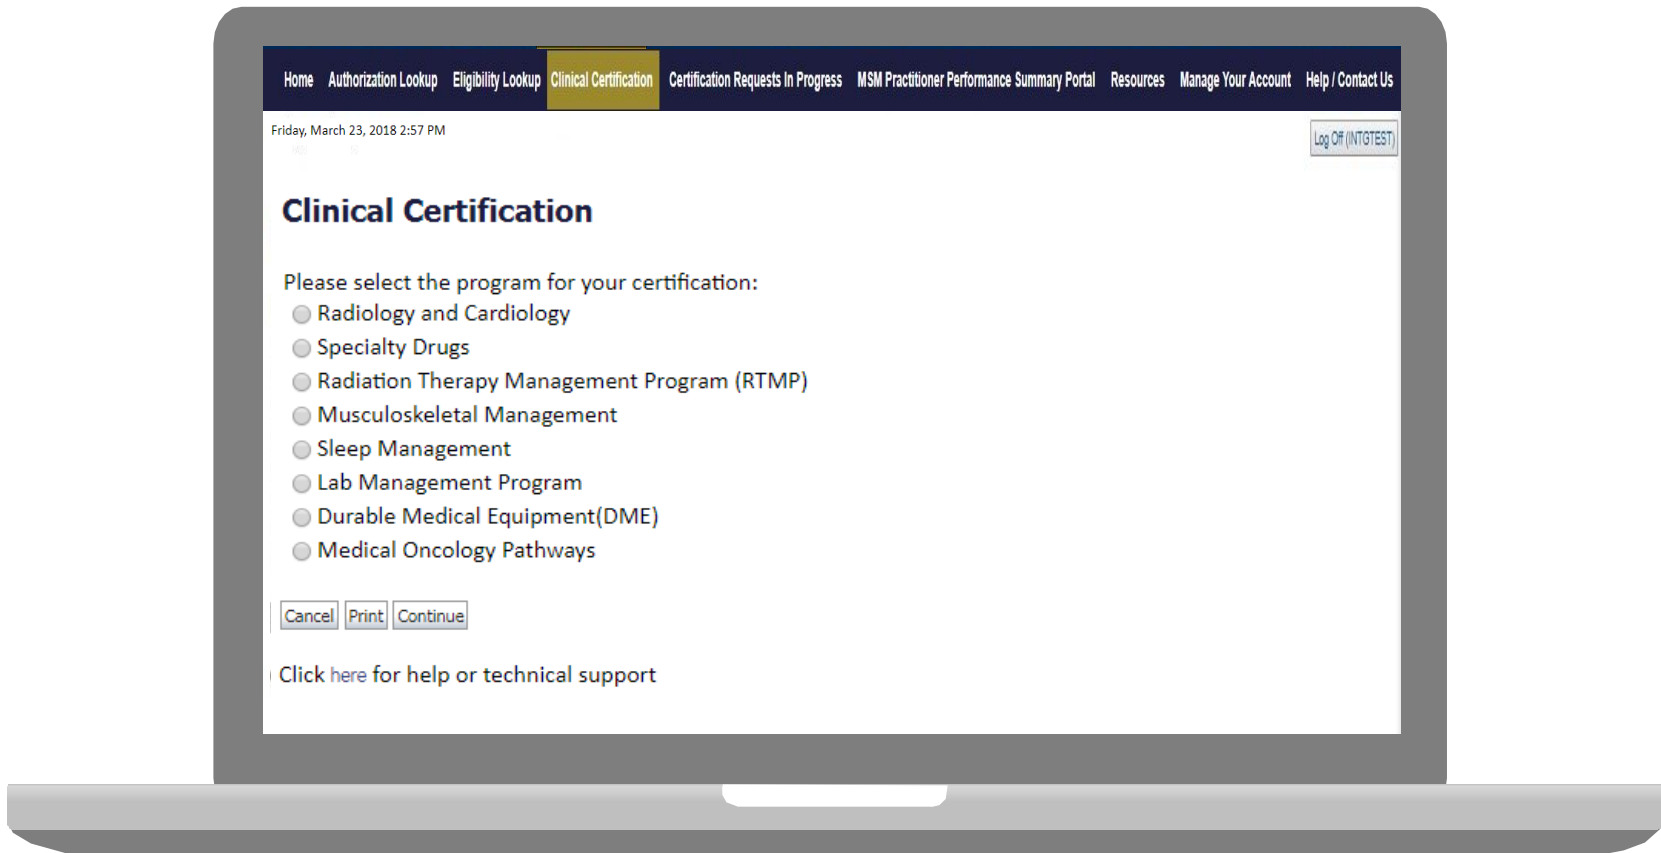 Home Authorization Lookup Eligibility Lookup Clinical Certification Certification Requests In Progress MSM Practitioner Performance Summary Portal Resources Manage Your Account Help / Contact Us
Friday, March 23, 2018 2:57 PM
Log Off (INTGTEST)
Clinical Certification
Please select the program for your certification:
Radiology and Cardiology
Specialty Drugs
Radiation Therapy Management Program (RTMP)
Musculoskeletal Management
Sleep Management
Lab Management Program
Durable Medical Equipment(DME)
Medical Oncology Pathways
Cancel Print Continue
Click here for help or technical support